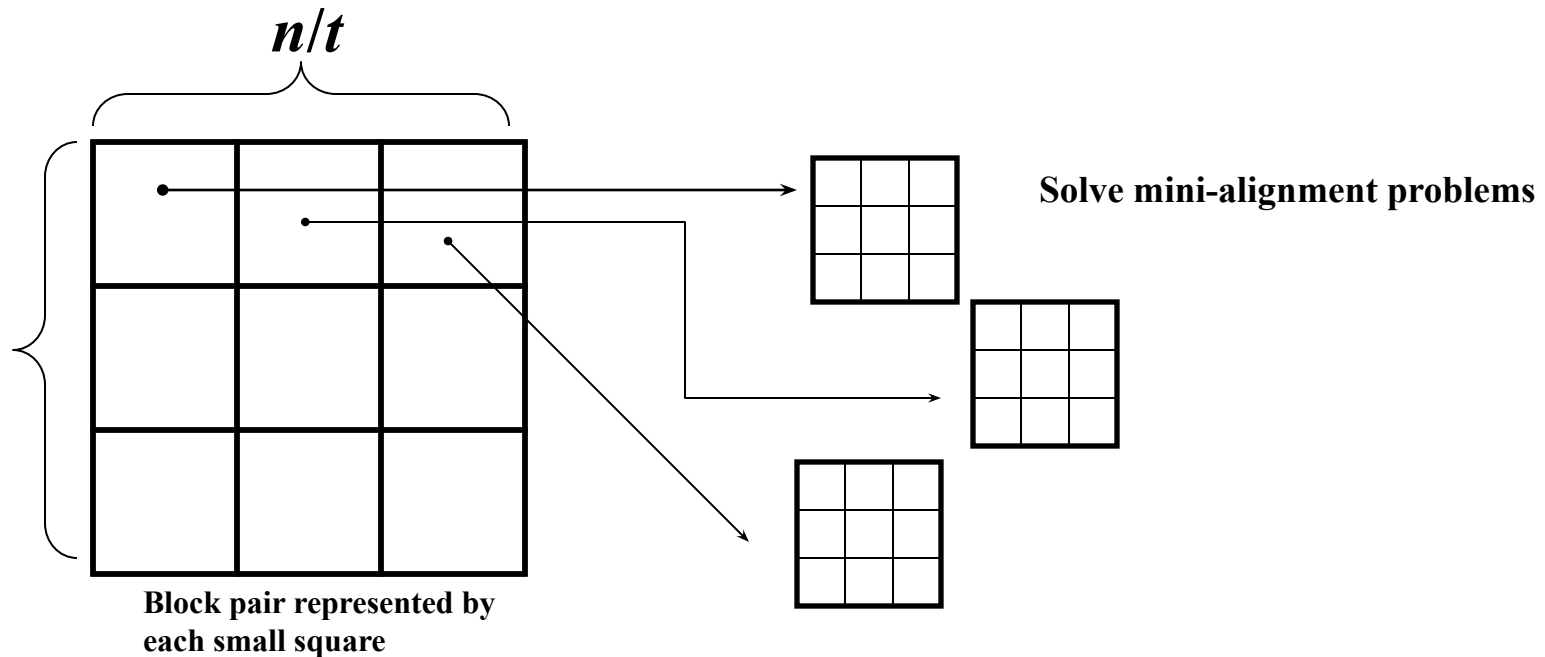 n/t
Solve mini-alignment problems
Block pair represented by
each small square